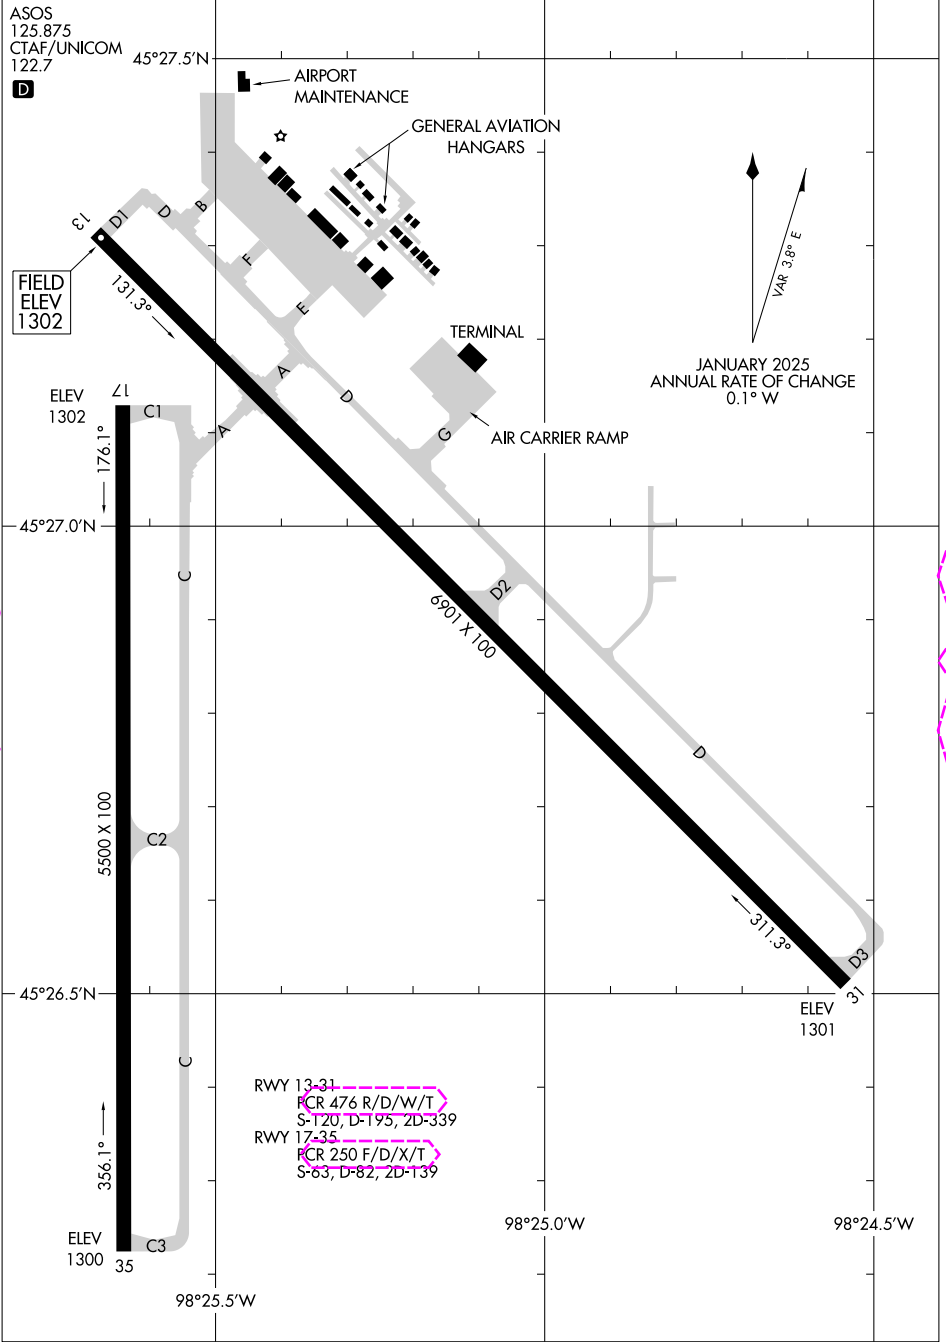 ASOS
125.875
CTAF/UNICOM
122.7
D
45°27.5'N
AIRPORT
MAINTENANCE
GENERAL AVIATION
HANGARS
13
D1
D
B
F
E
FIELD
ELEV
1302
131.3°
VAR 3.8° E
JANUARY 2025
ANNUAL RATE OF CHANGE
0.1° W
TERMINAL
A
D
G
AIR CARRIER RAMP
ELEV
1302
17
C1
A
176.1°
45°27.0'N
C
D2
6901 X 100
D
5500 X 100
C2
311.3°
D3
31
45°26.5'N
ELEV
1301
C
RWY 13-31
PCR 476 R/D/W/T
S-120, D-195, 2D-339
RWY 17-35
PCR 250 F/D/X/T
S-63, D-82, 2D-139
356.1°
98°25.0'W
98°24.5'W
ELEV
1300
C3
35
98°25.5'W